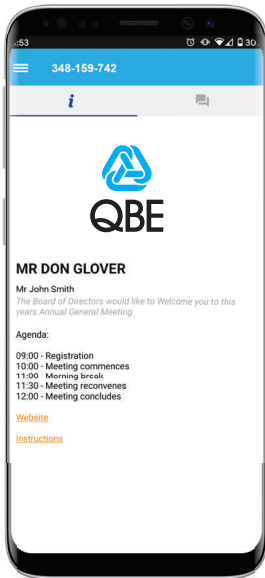 :53
30
348-159-742
i
QBE
MR DON GLOVER
Mr John Smith
The Board of Directors would like to Welcome you to this
years Annual General Meeting
Agenda:
09:00 - Registration
10:00 - Meeting commences
11:00 - Morning break
11:30 - Meeting reconvenes
12:00 - Meeting concludes
Website
Instructions